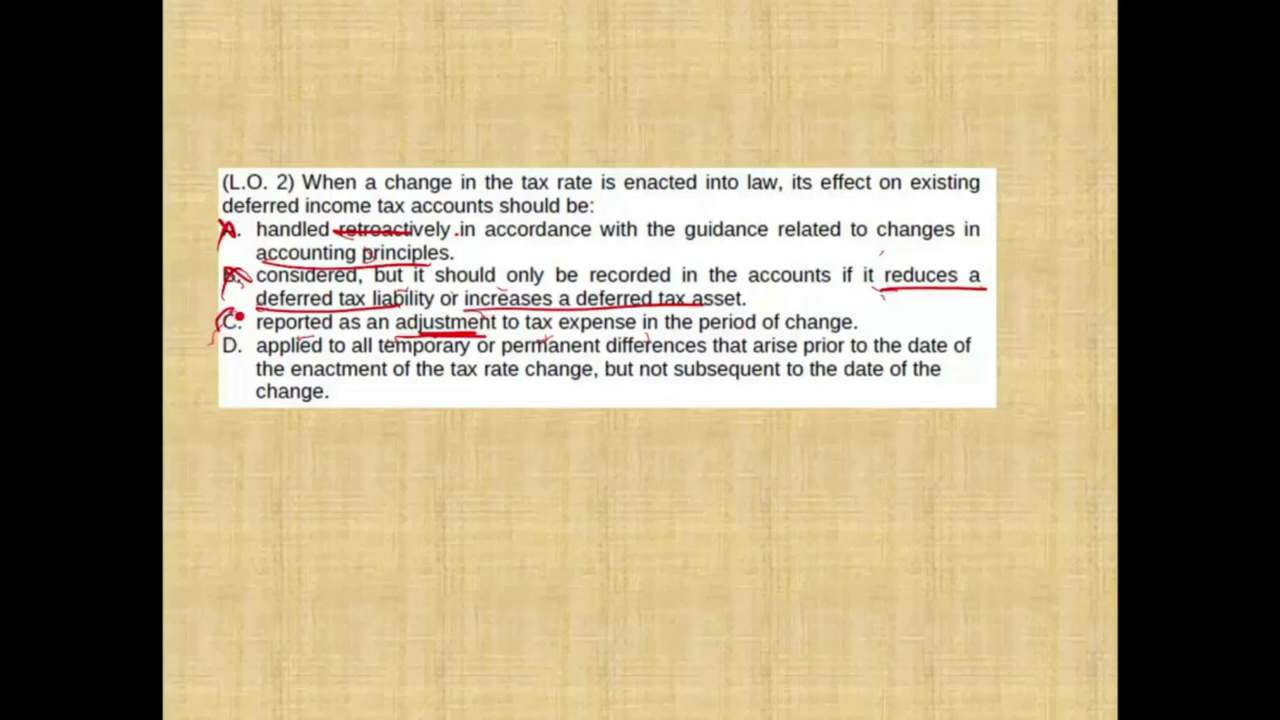 (L.O. 2) When a change in the tax rate is enacted into law, its effect on existing
deferred income tax accounts should be:
A. handled retroactively in accordance with the guidance related to changes in
accounting principles.
B. considered, but it should only be recorded in the accounts if it reduces a
deferred tax liability or increases a deferred tax asset.
C. reported as an adjustment to tax expense in the period of change.
D. applied to all temporary or permanent differences that arise prior to the date of
the enactment of the tax rate change, but not subsequent to the date of the
change.